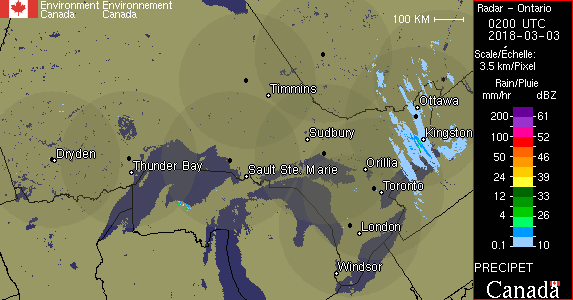 Environment Environnement
Canada Canada
100 KM
Timmins
Ottawa
Sudbury
Kingston
Dryden
Thunder Bay
Sault Ste. Marie
Orillia
Toronto
London
Windsor
Radar - Ontario
0200 UTC
2018-03-03
Scale/Échelle:
3.5 km/Pixel
Rain/Pluie
mm/hr dBZ
200 61
100 52
50 46
24 39
12 33
4 26
0.1 10
PRECIPET
Canada